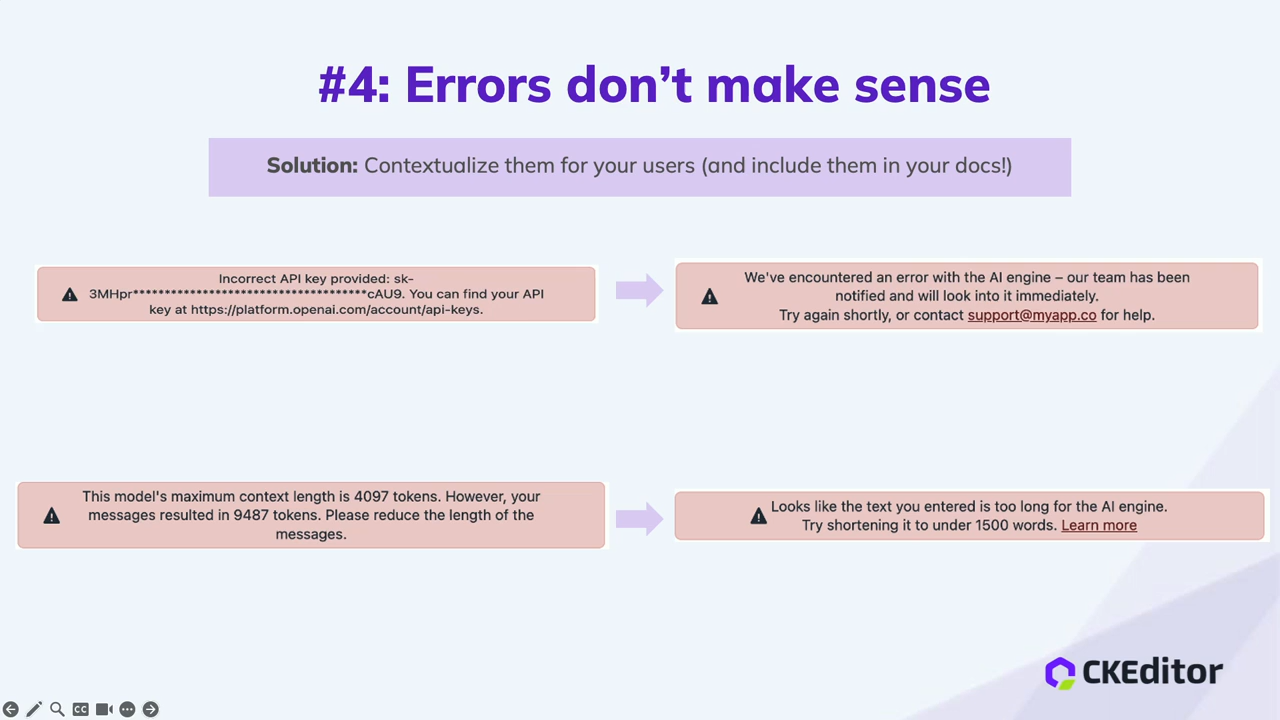 #4: Errors don’t make sense
Solution: Contextualize them for your users (and include them in your docs!)
Incorrect API key provided: sk-
3MHpr*************************************cAU9. You can find your API
key at https://platform.openai.com/account/api-keys.
We've encountered an error with the AI engine – our team has been
notified and will look into it immediately.
Try again shortly, or contact support@myapp.co for help.
This model's maximum context length is 4097 tokens. However, your
messages resulted in 9487 tokens. Please reduce the length of the
messages.
Looks like the text you entered is too long for the AI engine.
Try shortening it to under 1500 words. Learn more
CKEditor
CC